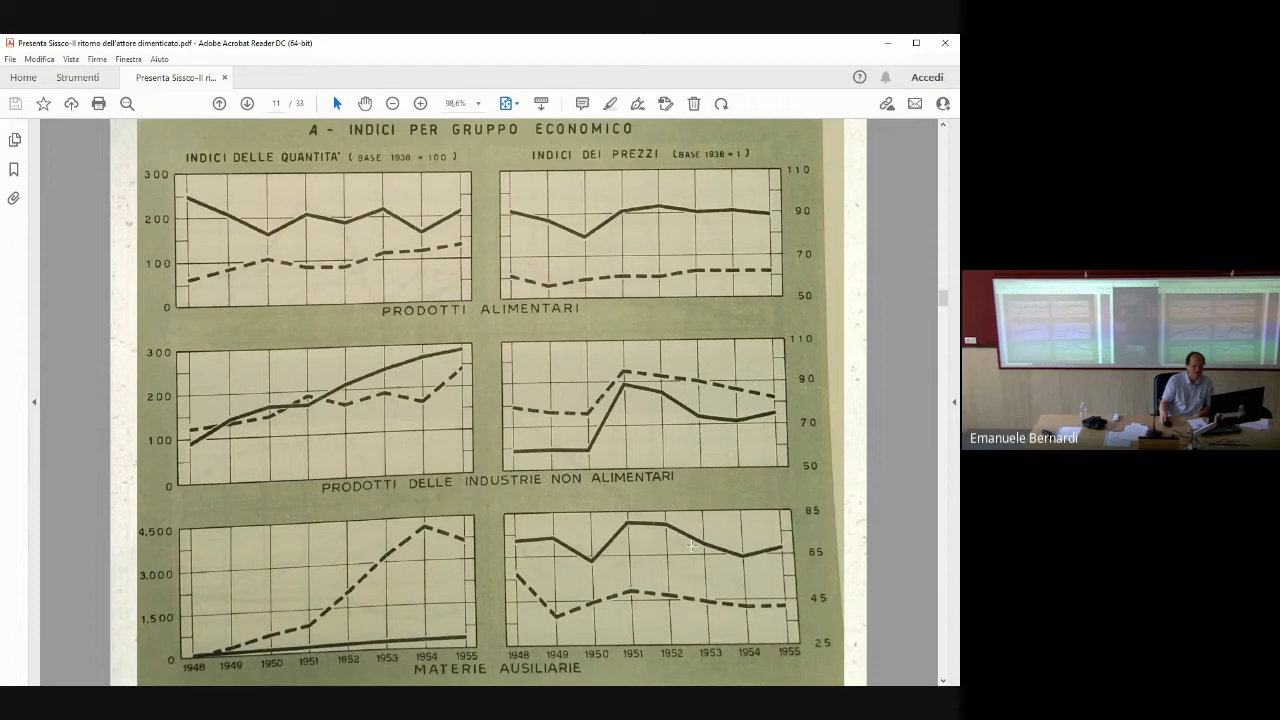 Presenta Sissco-Il ritorno dell'attore dimenticato.pdf - Adobe Acrobat Reader DC (64-bit)
File Modifica Vista Firma Finestra Aiuto
Home Strumenti Presenta Sissco-Il ri... × Accedi
11 / 33 98,6%
A - INDICI PER GRUPPO ECONOMICO
INDICI DELLE QUANTITA' (BASE 1938 = 100)
INDICI DEI PREZZI (BASE 1938 = 1)
300
200
100
0
110
90
70
50
PRODOTTI ALIMENTARI
300
200
100
0
110
90
70
50
PRODOTTI DELLE INDUSTRIE NON ALIMENTARI
4,500
3,000
1,500
0
85
65
45
25
1948 1949 1950 1951 1952 1953 1954 1955
1948 1949 1950 1951 1952 1953 1954 1955
MATERIE AUSILIARIE
Emanuele Bernardi